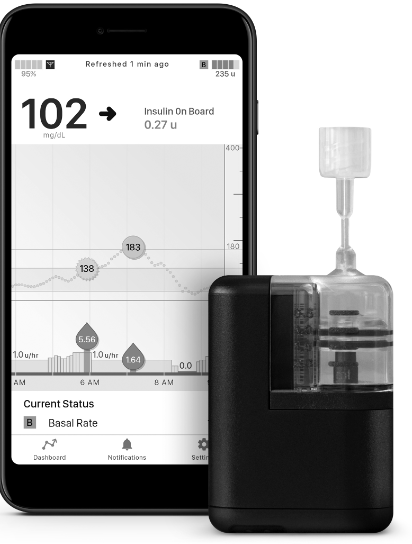 Refreshed 1 min ago
B
95%
235 u
102
mg/dL
Insulin On Board
0.27 u
400
180
183
138
5.56
1.0 u/hr
1.0 u/hr
1.64
0.0
AM
6 AM
8 AM
Current Status
B Basal Rate
Dashboard
Notifications